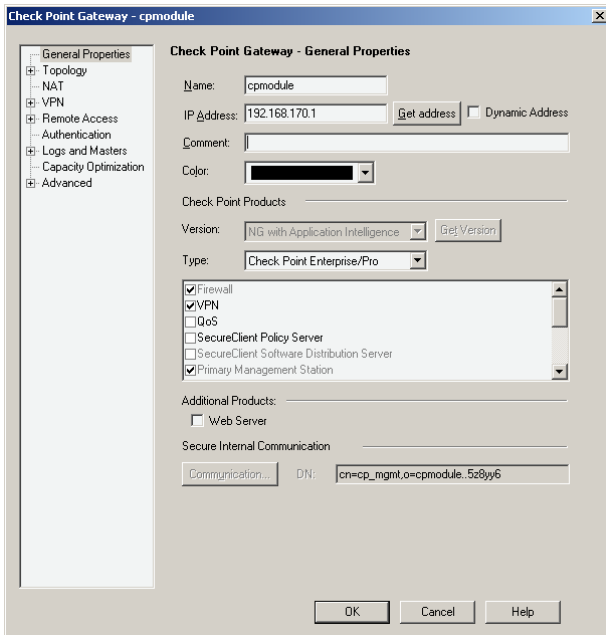 Check Point Gateway - cpmodule
General Properties
Topology
NAT
VPN
Remote Access
Authentication
Logs and Masters
Capacity Optimization
Advanced
Check Point Gateway - General Properties
Name: cpmodule
IP Address: 192.168.170.1 Get address Dynamic Address
Comment:
Color:
Check Point Products
Version: NG with Application Intelligence Get Version
Type: Check Point Enterprise/Pro
Firewall
VPN
QoS
SecureClient Policy Server
SecureClient Software Distribution Server
Primary Management Station
Additional Products:
Web Server
Secure Internal Communication
Communication... DN: cn=cp_mgmt,o=cpmodule..5z8yy6
OK Cancel Help